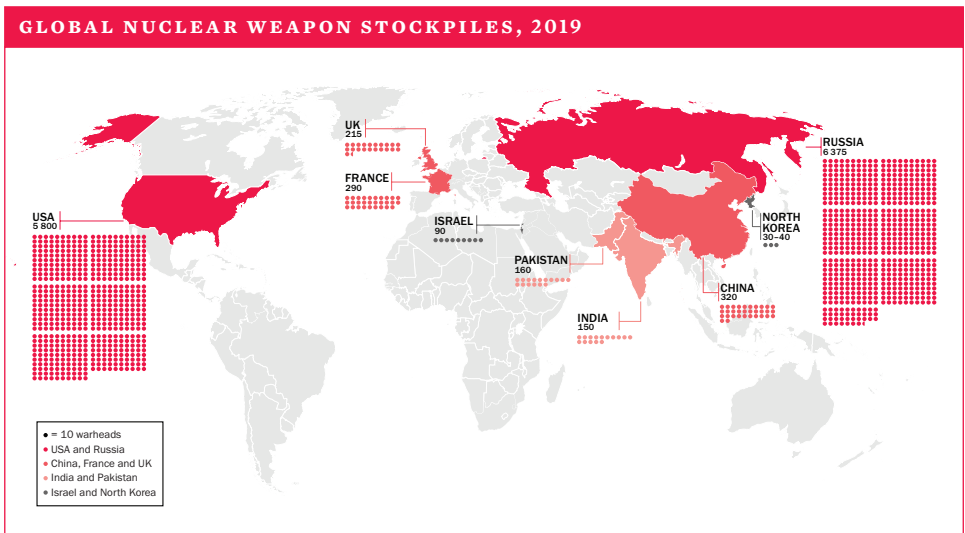 GLOBAL NUCLEAR WEAPON STOCKPILES, 2019
UK
215
FRANCE
290
ISRAEL
90
USA
5 800
RUSSIA
6 375
NORTH
KOREA
30–40
PAKISTAN
160
CHINA
320
INDIA
150
= 10 warheads
USA and Russia
China, France and UK
India and Pakistan
Israel and North Korea